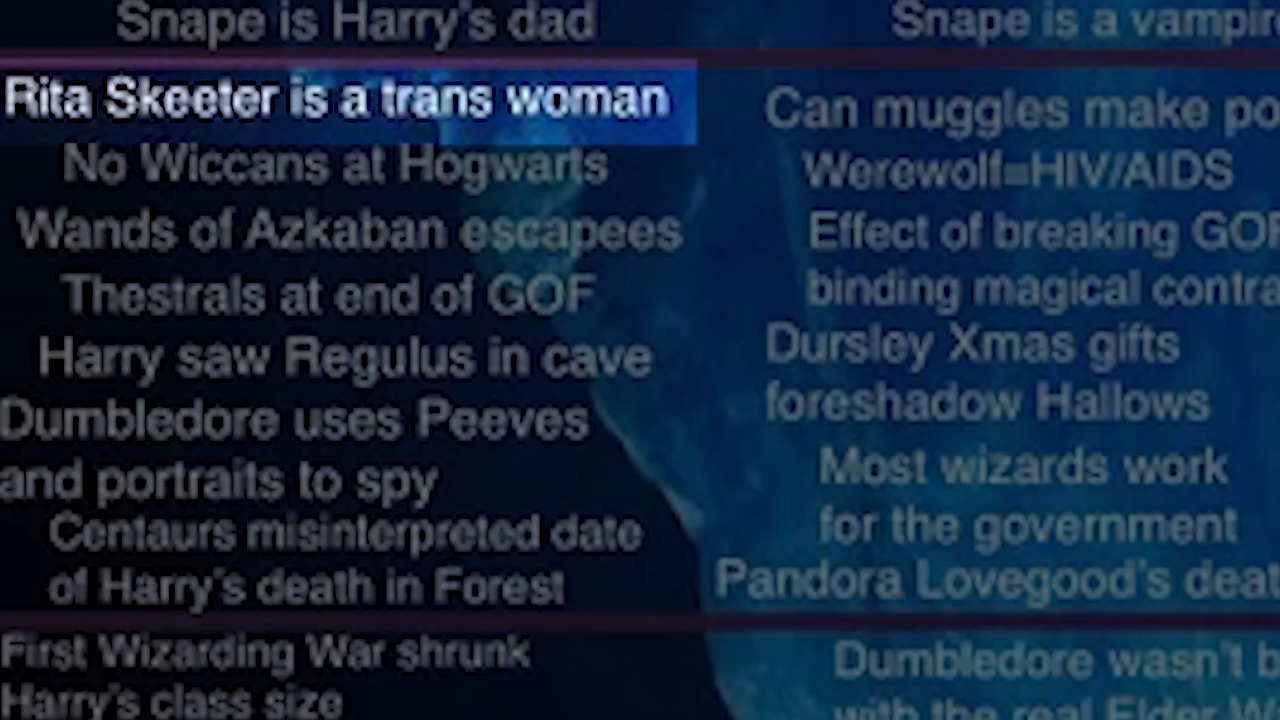 Snape is Harry's dad
Snape is a
Rita Skeeter is a trans woman
No Wiccans at Hogwarts
Wands of Azkaban escapees
Thestrals at end of GOF
Harry saw Regulus in cave
Dumbledore uses Peeves
and portraits to spy
Centaurs misinterpreted date
of Harry's death in Forest
Can muggles make
Werewolf=HIV/AIDS
Effect of breaking
binding magical
Dursley Xmas gifts
foreshadow Hallows
Most wizards work
for the government
Pandora Lovegood's
First Wizarding War shrunk
Harry's class size
Dumbledore wasn't
with the real Elder